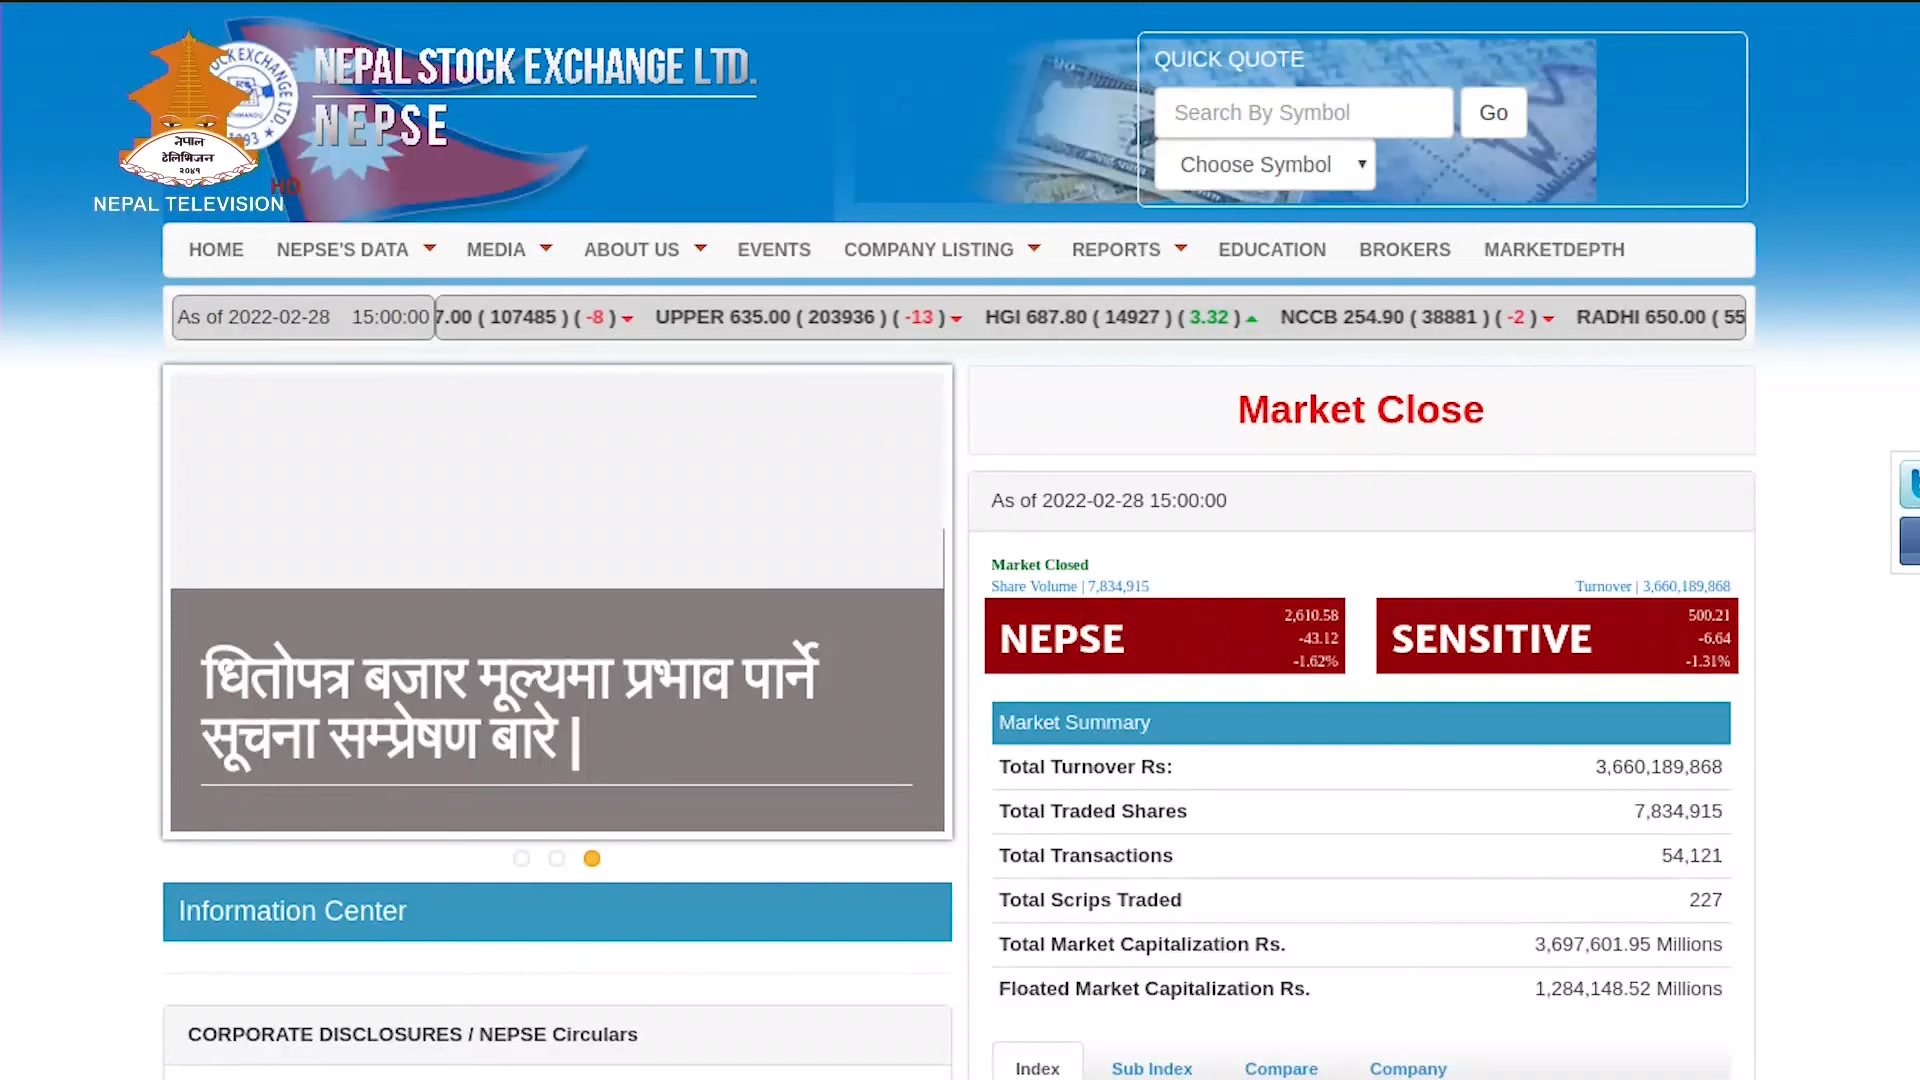 NEPAL STOCK EXCHANGE LTD.
NEPSE
नेपाल
टेलिभिजन
२०४१
HD
NEPAL TELEVISION
QUICK QUOTE
Search By Symbol
Go
Choose Symbol
HOME NEPSE'S DATA MEDIA ABOUT US EVENTS COMPANY LISTING REPORTS EDUCATION BROKERS MARKETDEPTH
As of 2022-02-28 15:00:00 7.00 ( 107485 ) ( -8 ) UPPER 635.00 ( 203936 ) ( -13 ) HGI 687.80 ( 14927 ) ( 3.32 ) NCCB 254.90 ( 38881 ) ( -2 ) RADHI 650.00 ( 55
धितोपत्र बजार मूल्यमा प्रभाव पार्ने
सूचना सम्प्रेषण बारे |
Information Center
CORPORATE DISCLOSURES / NEPSE Circulars
Market Close
As of 2022-02-28 15:00:00
Market Closed
Share Volume | 7,834,915
Turnover | 3,660,189,868
NEPSE
2,610.58
-43.12
-1.62%
SENSITIVE
500.21
-6.64
-1.31%
Market Summary
Total Turnover Rs: 3,660,189,868
Total Traded Shares 7,834,915
Total Transactions 54,121
Total Scrips Traded 227
Total Market Capitalization Rs. 3,697,601.95 Millions
Floated Market Capitalization Rs. 1,284,148.52 Millions
Index Sub Index Compare Company